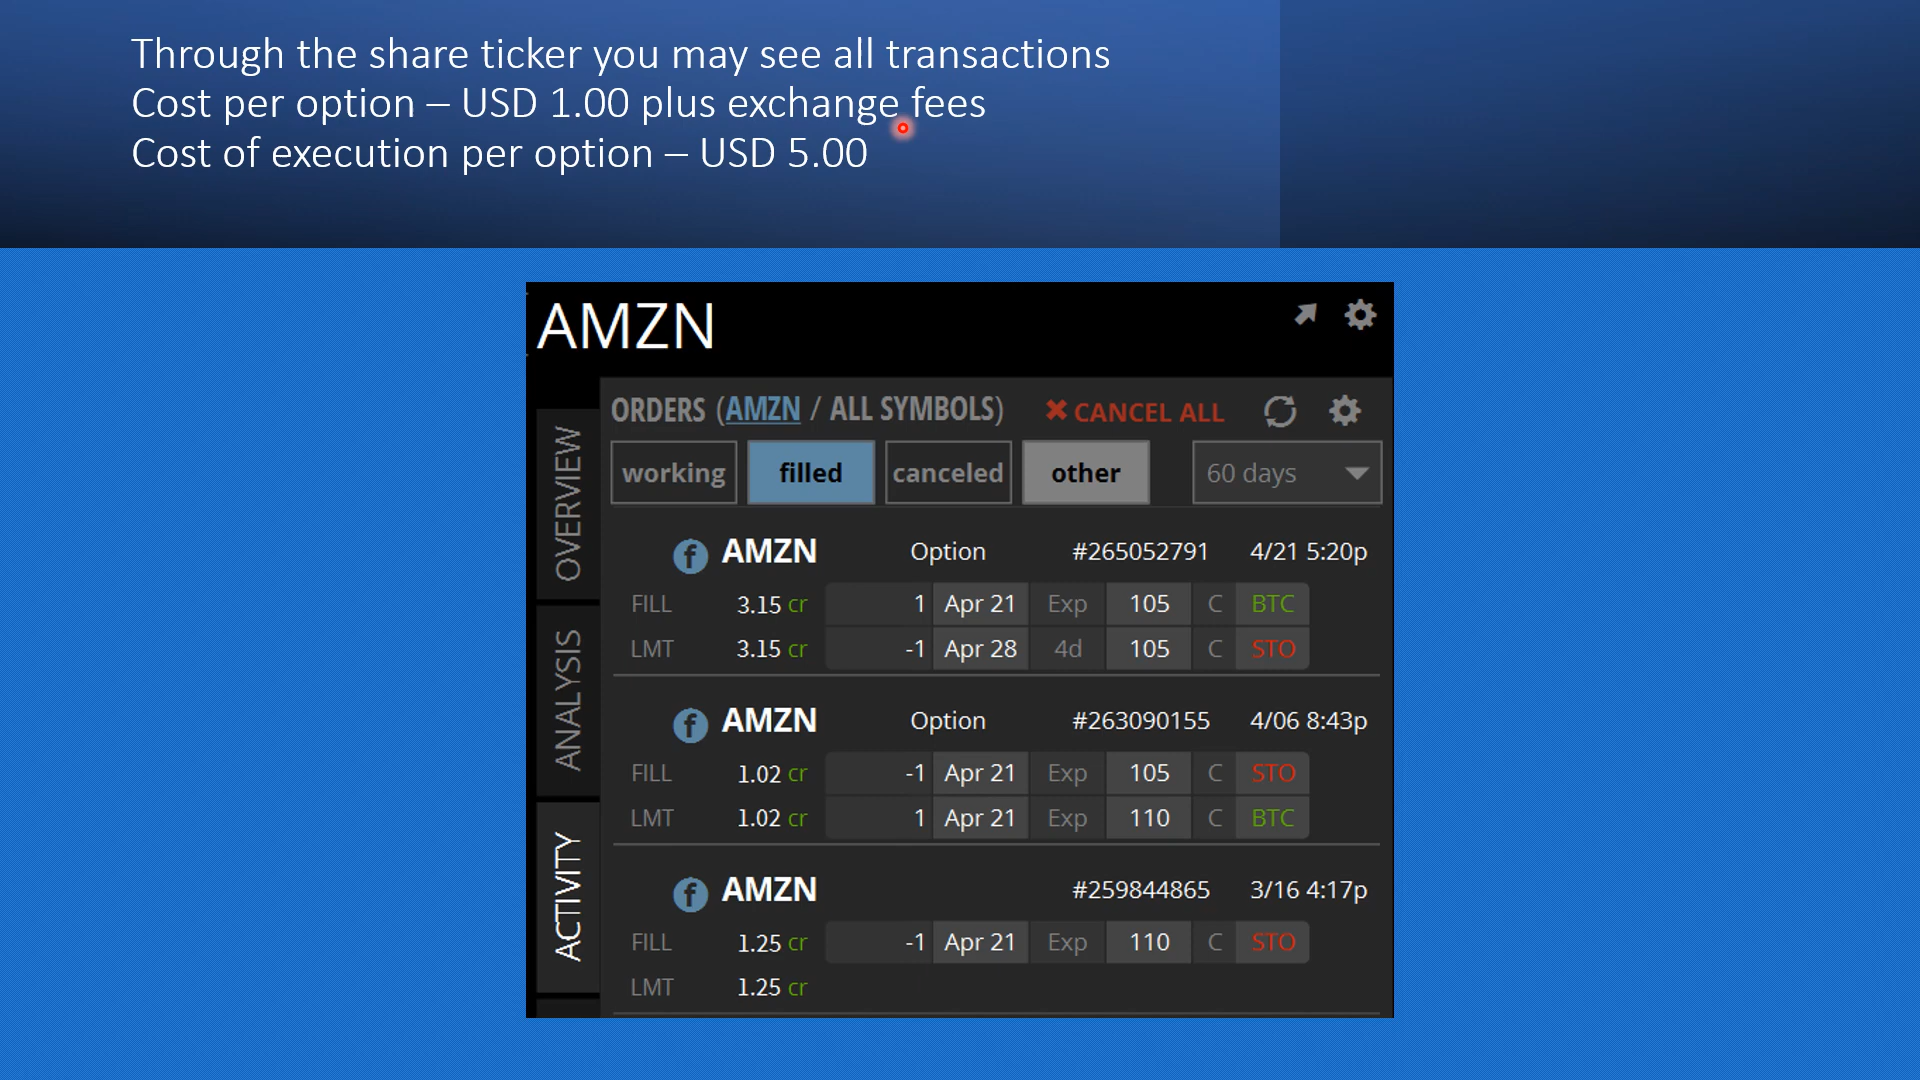 Through the share ticker you may see all transactions
Cost per option – USD 1.00 plus exchange fees
Cost of execution per option – USD 5.00
AMZN
OVERVIEW
ANALYSIS
ACTIVITY
ORDERS (AMZN / ALL SYMBOLS) ✖ CANCEL ALL
working filled canceled other 60 days
f AMZN Option #265052791 4/21 5:20p
FILL 3.15 cr 1 Apr 21 Exp 105 C BTC
LMT 3.15 cr -1 Apr 28 4d 105 C STO
f AMZN Option #263090155 4/06 8:43p
FILL 1.02 cr -1 Apr 21 Exp 105 C STO
LMT 1.02 cr 1 Apr 21 Exp 110 C BTC
f AMZN #259844865 3/16 4:17p
FILL 1.25 cr -1 Apr 21 Exp 110 C STO
LMT 1.25 cr